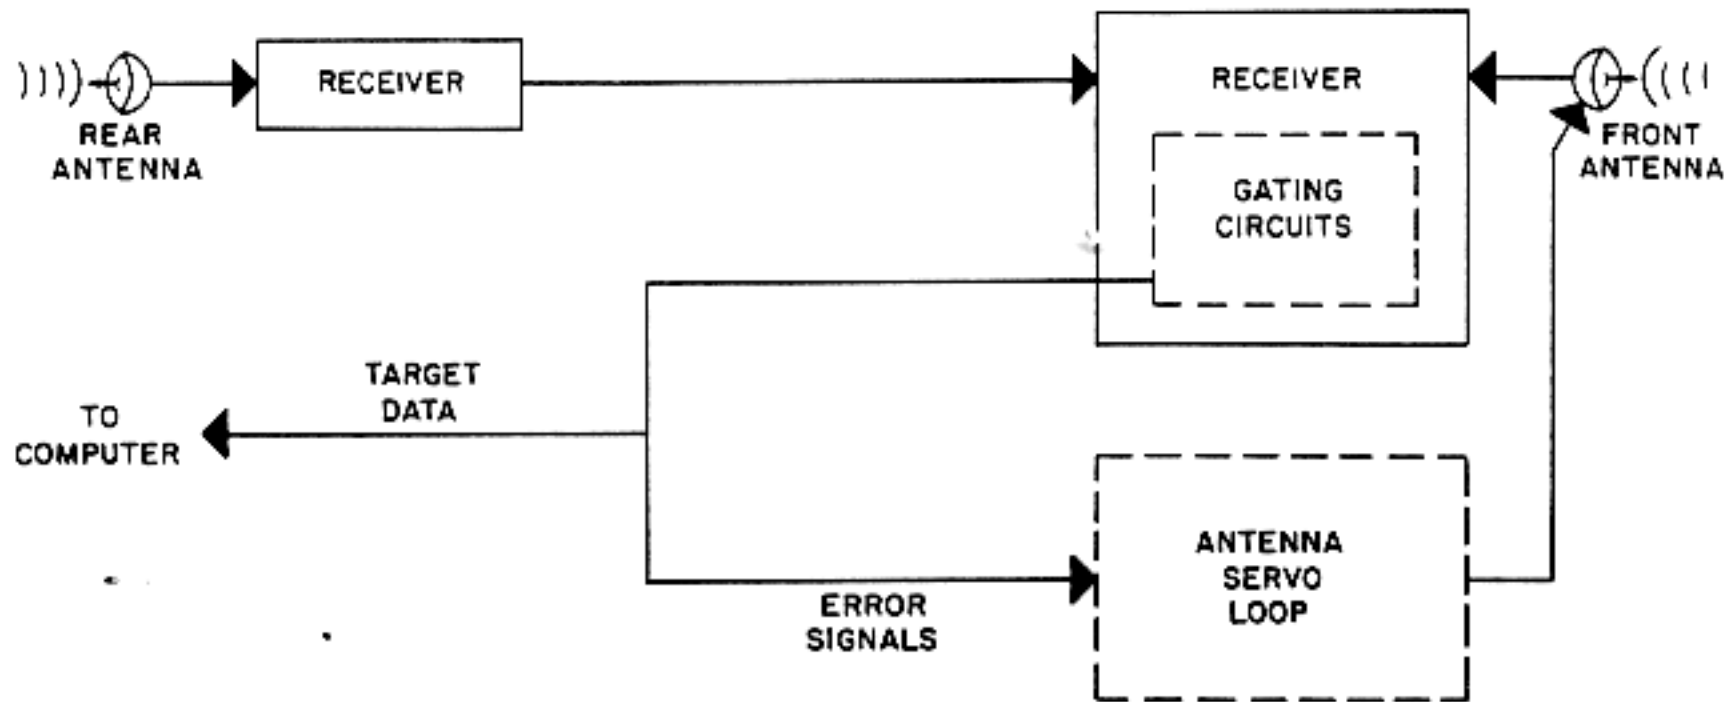 RECEIVER
RECEIVER
REAR
ANTENNA
FRONT
ANTENNA
GATING
CIRCUITS
TARGET
DATA
TO
COMPUTER
ANTENNA
SERVO
LOOP
ERROR
SIGNALS